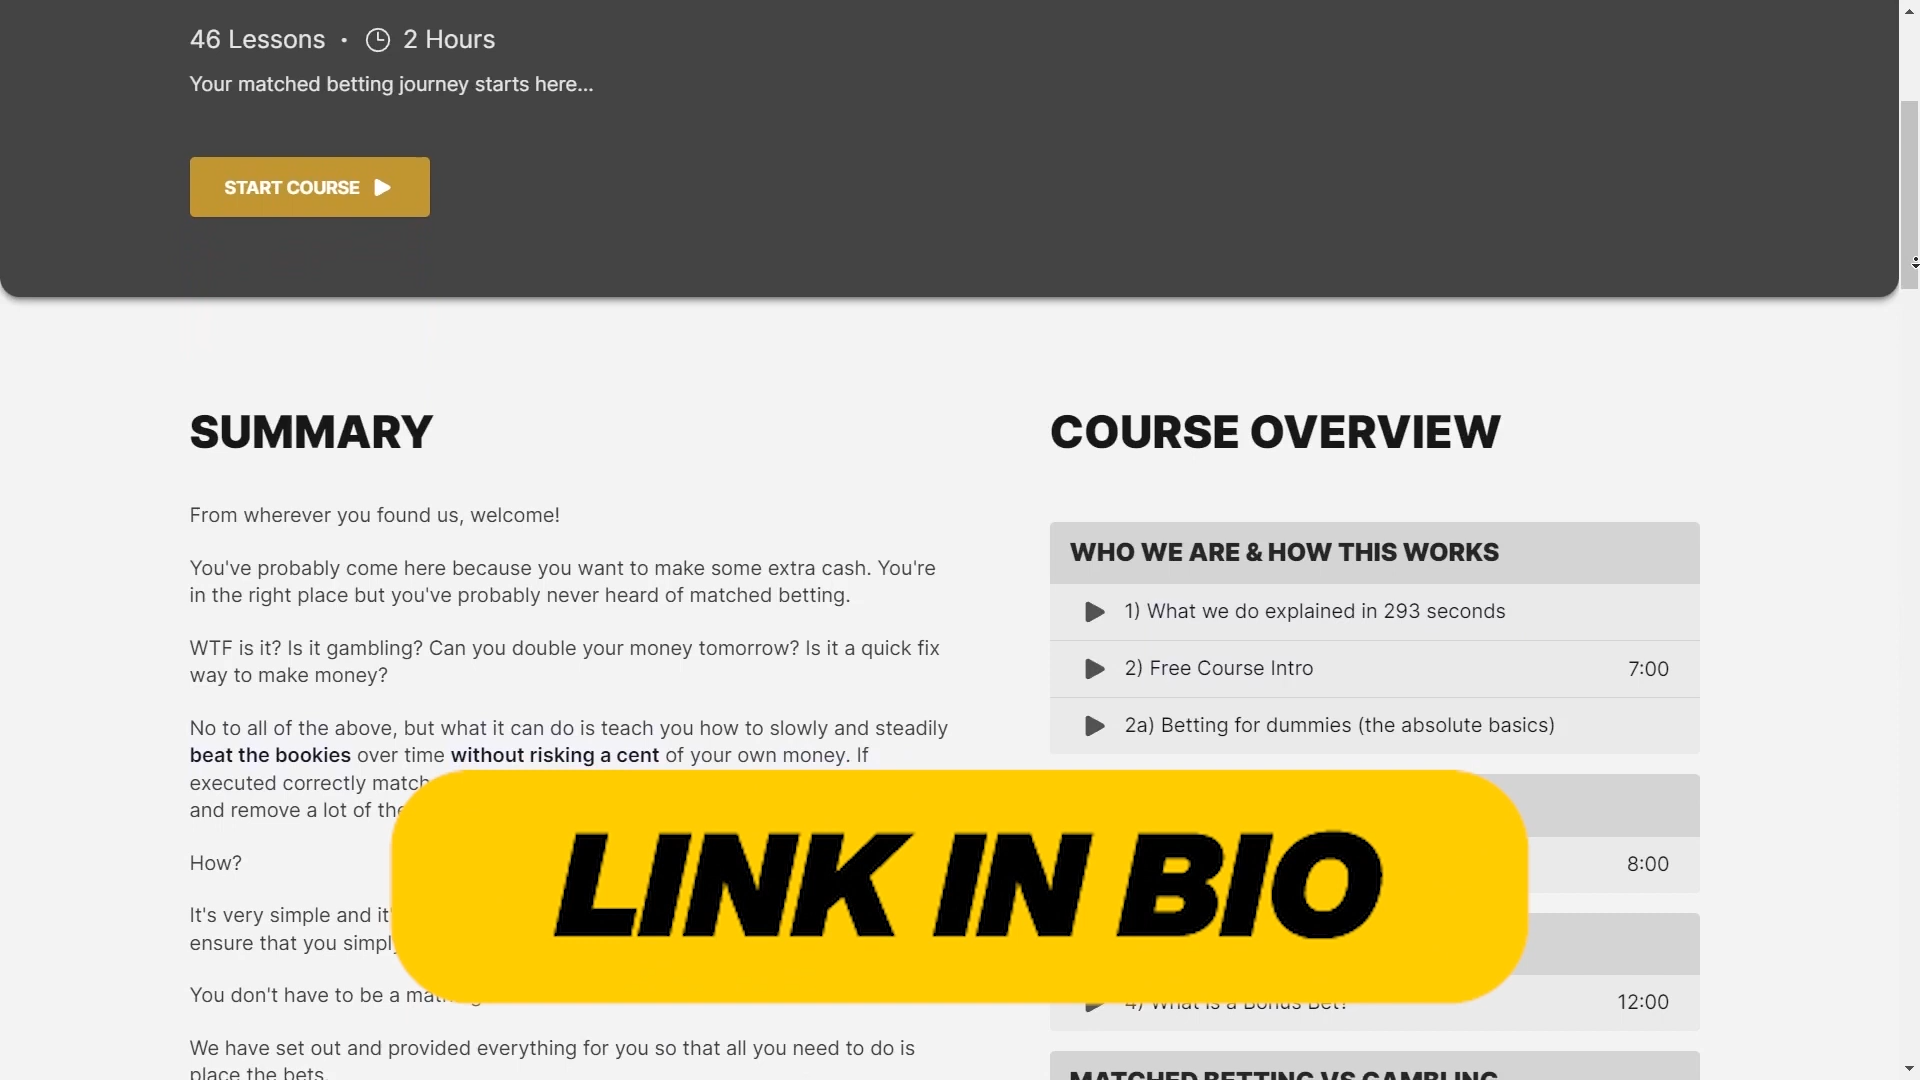 46 Lessons · 2 Hours
Your matched betting journey starts here...
START COURSE
SUMMARY
From wherever you found us, welcome!
You've probably come here because you want to make some extra cash. You're
in the right place but you've probably never heard of matched betting.
WTF is it? Is it gambling? Can you double your money tomorrow? Is it a quick fix
way to make money?
No to all of the above, but what it can do is teach you how to slowly and steadily
beat the bookies over time without risking a cent of your own money. If
executed correctly
and remove a lot of
How?
It's very simple and
ensure that you
You don't have to be a
We have set out and provided everything for you so that all you need to do is
place the bets.
COURSE OVERVIEW
WHO WE ARE & HOW THIS WORKS
1) What we do explained in 293 seconds
2) Free Course Intro 7:00
2a) Betting for dummies (the absolute basics)
8:00
4) What is a Bonus Bet? 12:00
MATCHED BETTING VS GAMBLING
LINK IN BIO